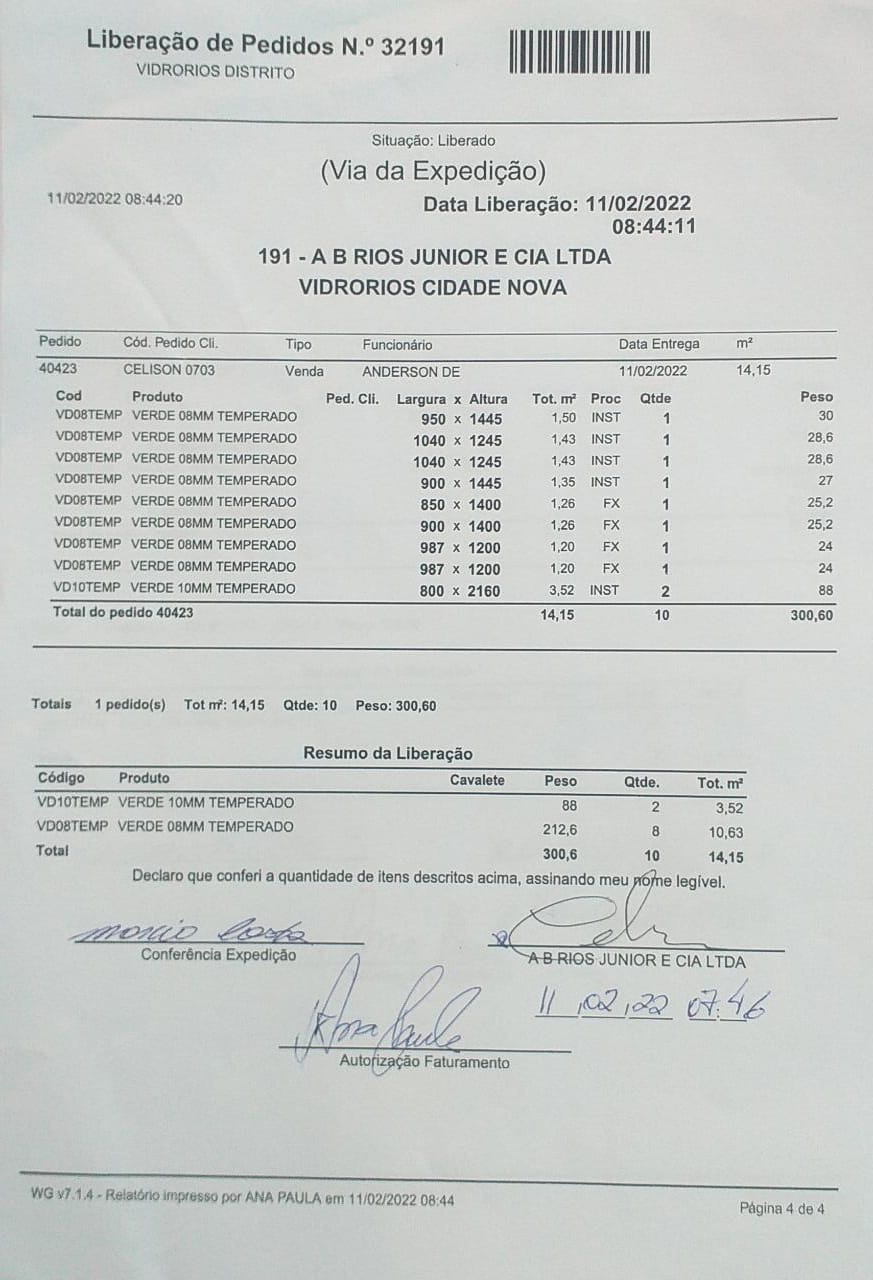 Liberação de Pedidos N.º 32191
VIDRORIOS DISTRITO
Situação: Liberado
(Via da Expedição)
11/02/2022 08:44:20
Data Liberação: 11/02/2022
08:44:11
191 - A B RIOS JUNIOR E CIA LTDA
VIDRORIOS CIDADE NOVA
Pedido Cód. Pedido Cli. Tipo Funcionário Data Entrega m²
40423 CELISON 0703 Venda ANDERSON DE 11/02/2022 14,15
Cod Produto Ped. Cli. Largura x Altura Tot. m² Proc Qtde Peso
VD08TEMP VERDE 08MM TEMPERADO 950 x 1445 1,50 INST 1 30
VD08TEMP VERDE 08MM TEMPERADO 1040 x 1245 1,43 INST 1 28,6
VD08TEMP VERDE 08MM TEMPERADO 1040 x 1245 1,43 INST 1 28,6
VD08TEMP VERDE 08MM TEMPERADO 900 x 1445 1,35 INST 1 27
VD08TEMP VERDE 08MM TEMPERADO 850 x 1400 1,26 FX 1 25,2
VD08TEMP VERDE 08MM TEMPERADO 900 x 1400 1,26 FX 1 25,2
VD08TEMP VERDE 08MM TEMPERADO 987 x 1200 1,20 FX 1 24
VD08TEMP VERDE 08MM TEMPERADO 987 x 1200 1,20 FX 1 24
VD10TEMP VERDE 10MM TEMPERADO 800 x 2160 3,52 INST 2 88
Total do pedido 40423 14,15 10 300,60
Totais 1 pedido(s) Tot m²: 14,15 Qtde: 10 Peso: 300,60
Resumo da Liberação
Código Produto Cavalete Peso Qtde. Tot. m²
VD10TEMP VERDE 10MM TEMPERADO 88 2 3,52
VD08TEMP VERDE 08MM TEMPERADO 212,6 8 10,63
Total 300,6 10 14,15
Declaro que conferi a quantidade de itens descritos acima, assinando meu nome legível.
marcio costa
Conferência Expedição A B RIOS JUNIOR E CIA LTDA
11 ,02 ,22 07:46
Ana Paula
Autorização Faturamento
WG v7.1.4 - Relatório impresso por ANA PAULA em 11/02/2022 08:44
Página 4 de 4